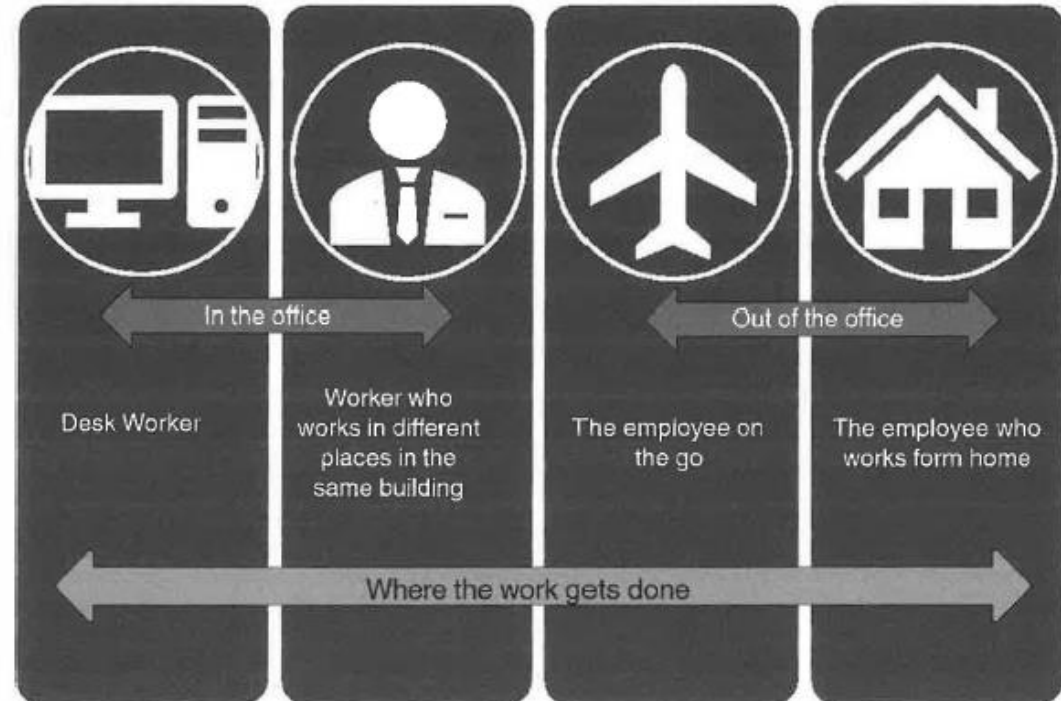 In the office
Out of the office
Desk Worker
Worker who
works in different
places in the
same building
The employee on
the go
The employee who
works form home
Where the work gets done